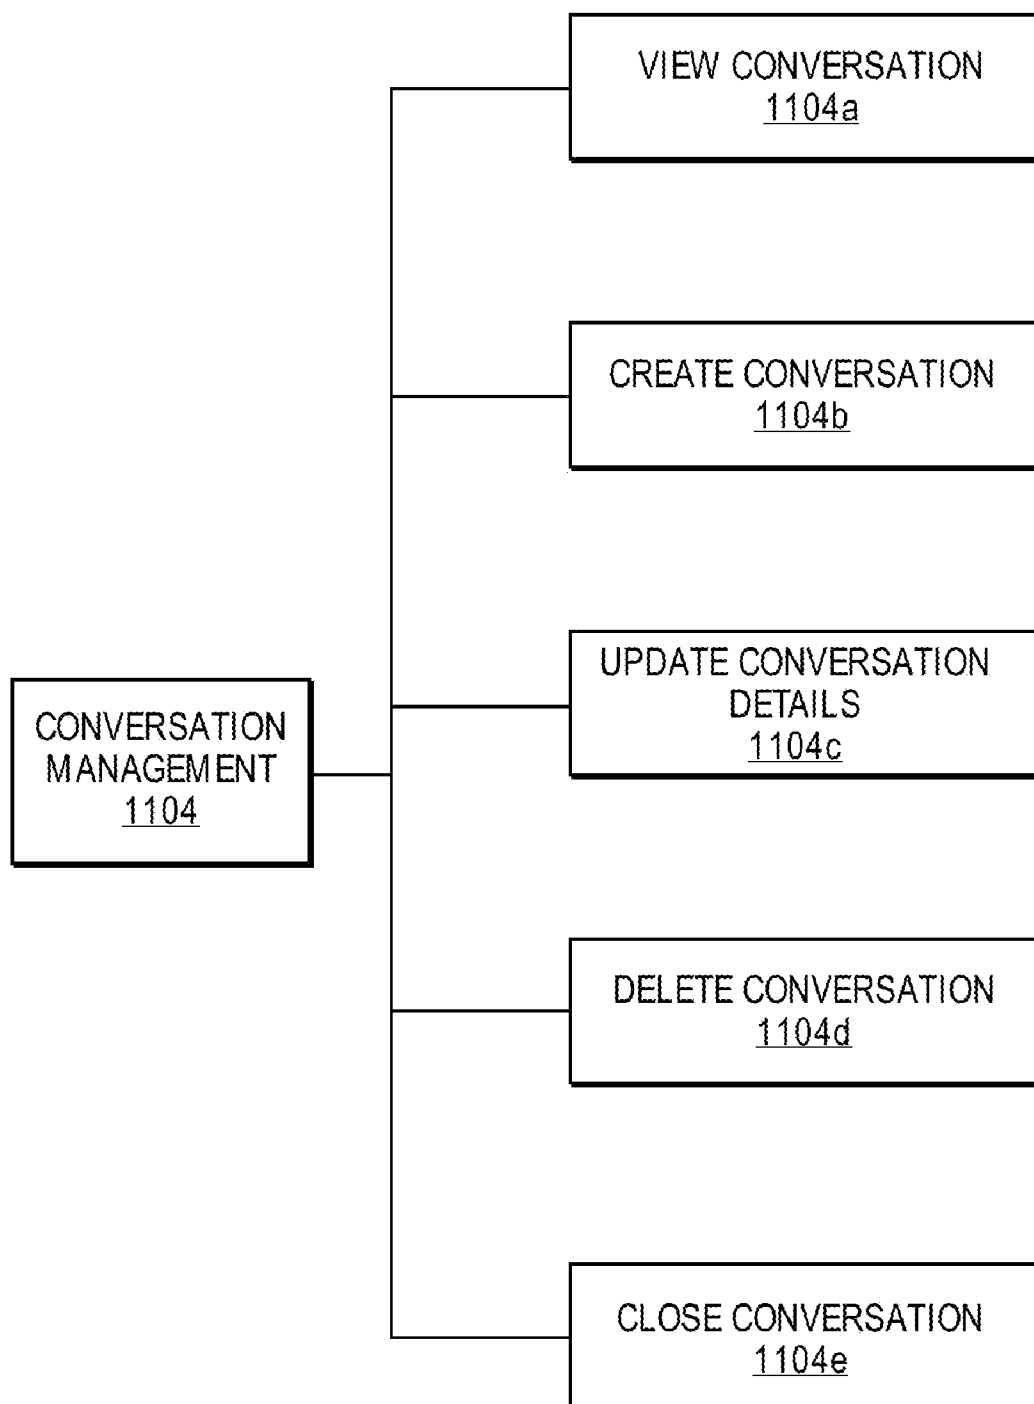 VIEW CONVERSATION
1104a
CREATE CONVERSATION
1104b
UPDATE CONVERSATION
DETAILS
1104c
CONVERSATION
MANAGEMENT
1104
DELETE CONVERSATION
1104d
CLOSE CONVERSATION
1104e